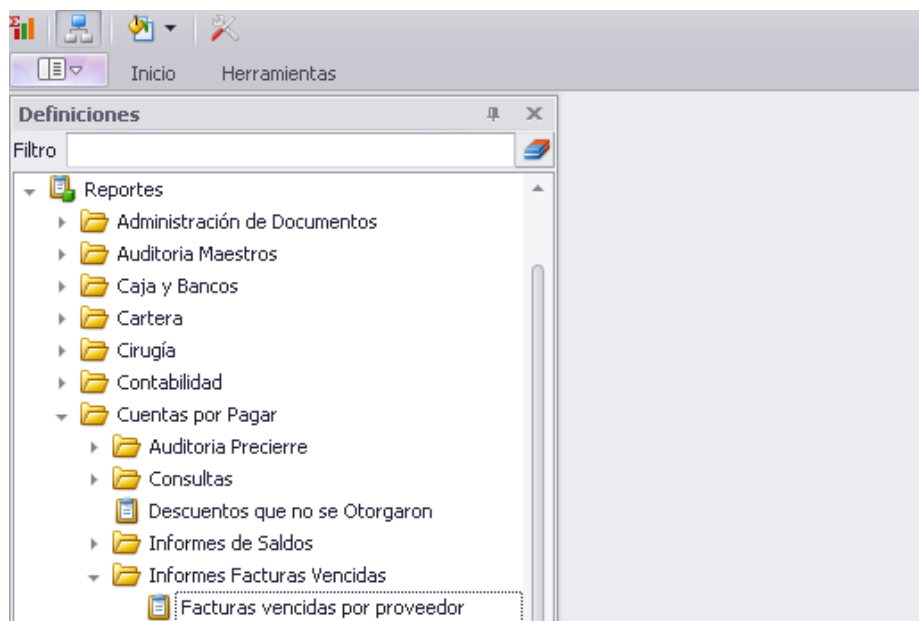 Inicio Herramientas
Definiciones
Filtro
Reportes
Administración de Documentos
Auditoria Maestros
Caja y Bancos
Cartera
Cirugía
Contabilidad
Cuentas por Pagar
Auditoria Precierre
Consultas
Descuentos que no se Otorgaron
Informes de Saldos
Informes Facturas Vencidas
Facturas vencidas por proveedor